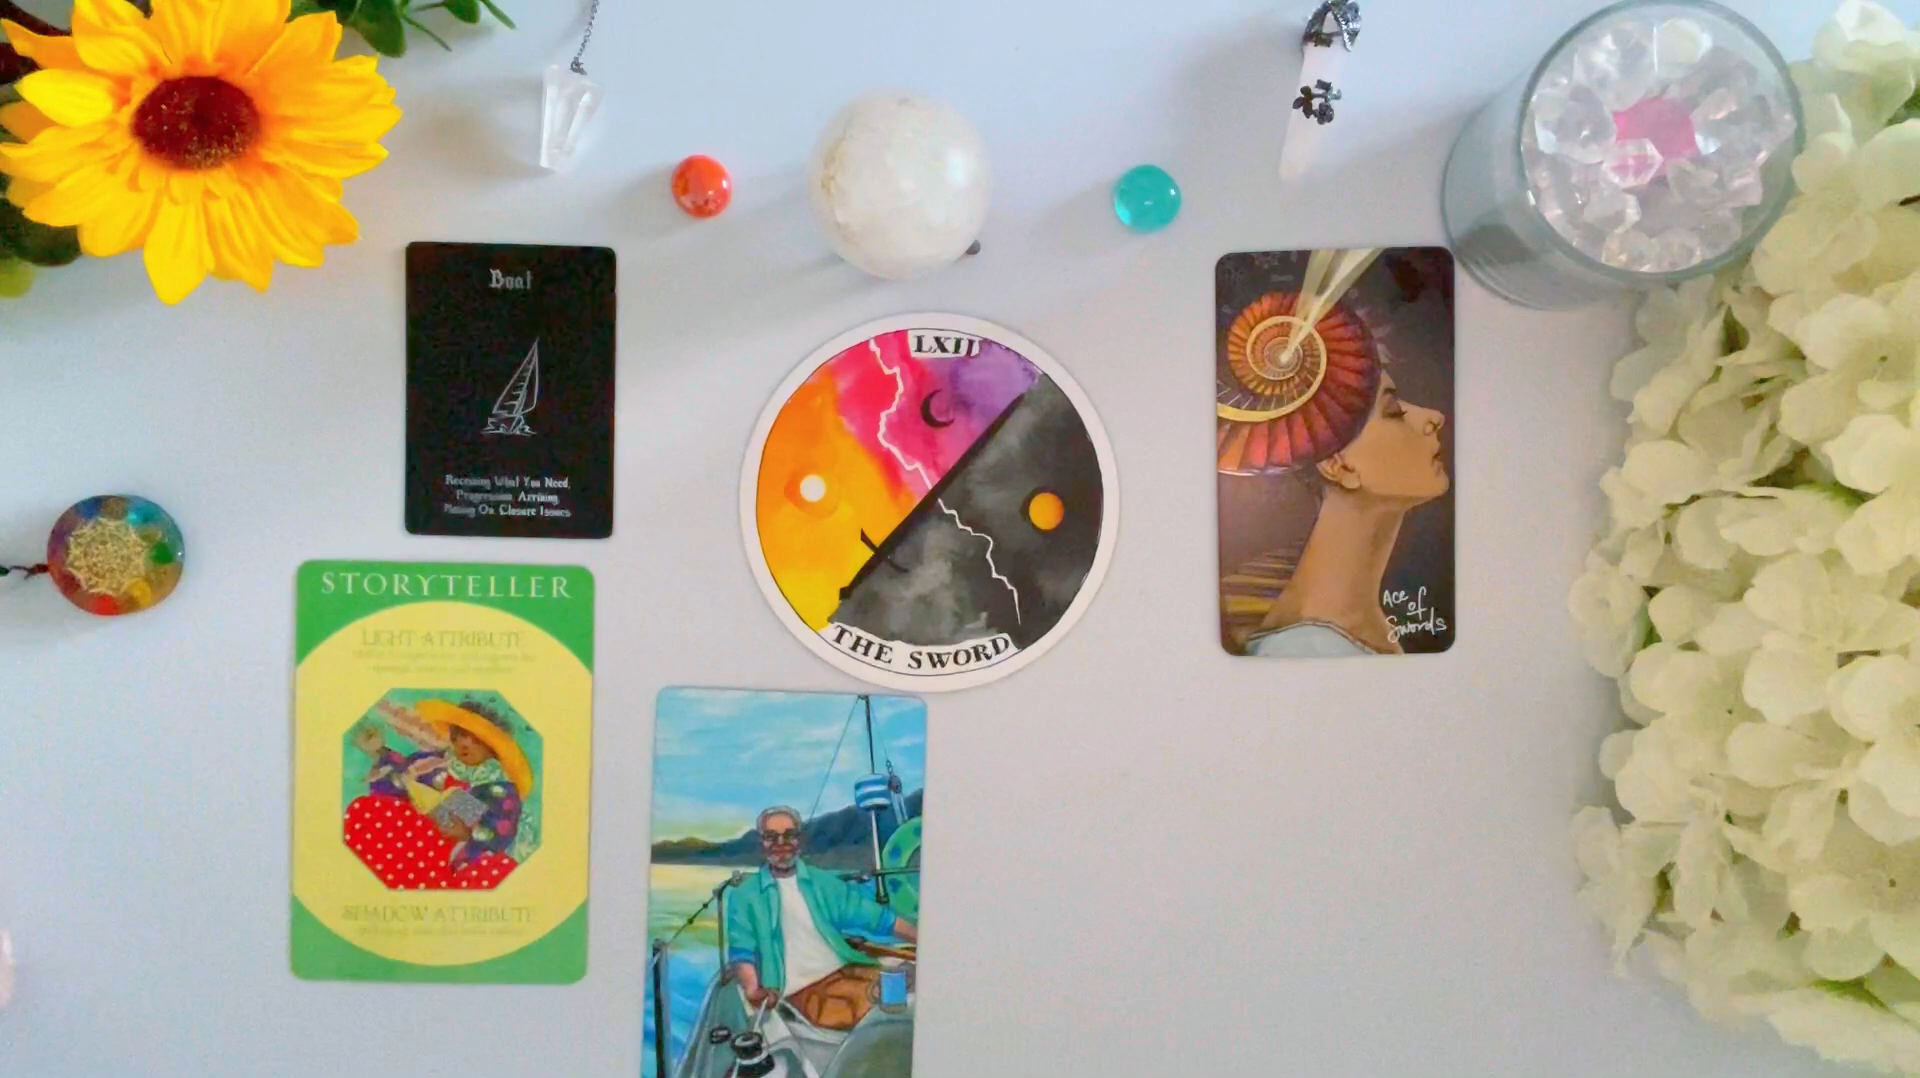 Boat
Receiving What You Need,
Progression Arriving
Moving On Closure Issues
LXII
THE SWORD
Ace
of
Swords
STORYTELLER
LIGHT ATTRIBUTE
SHADOW ATTRIBUTE